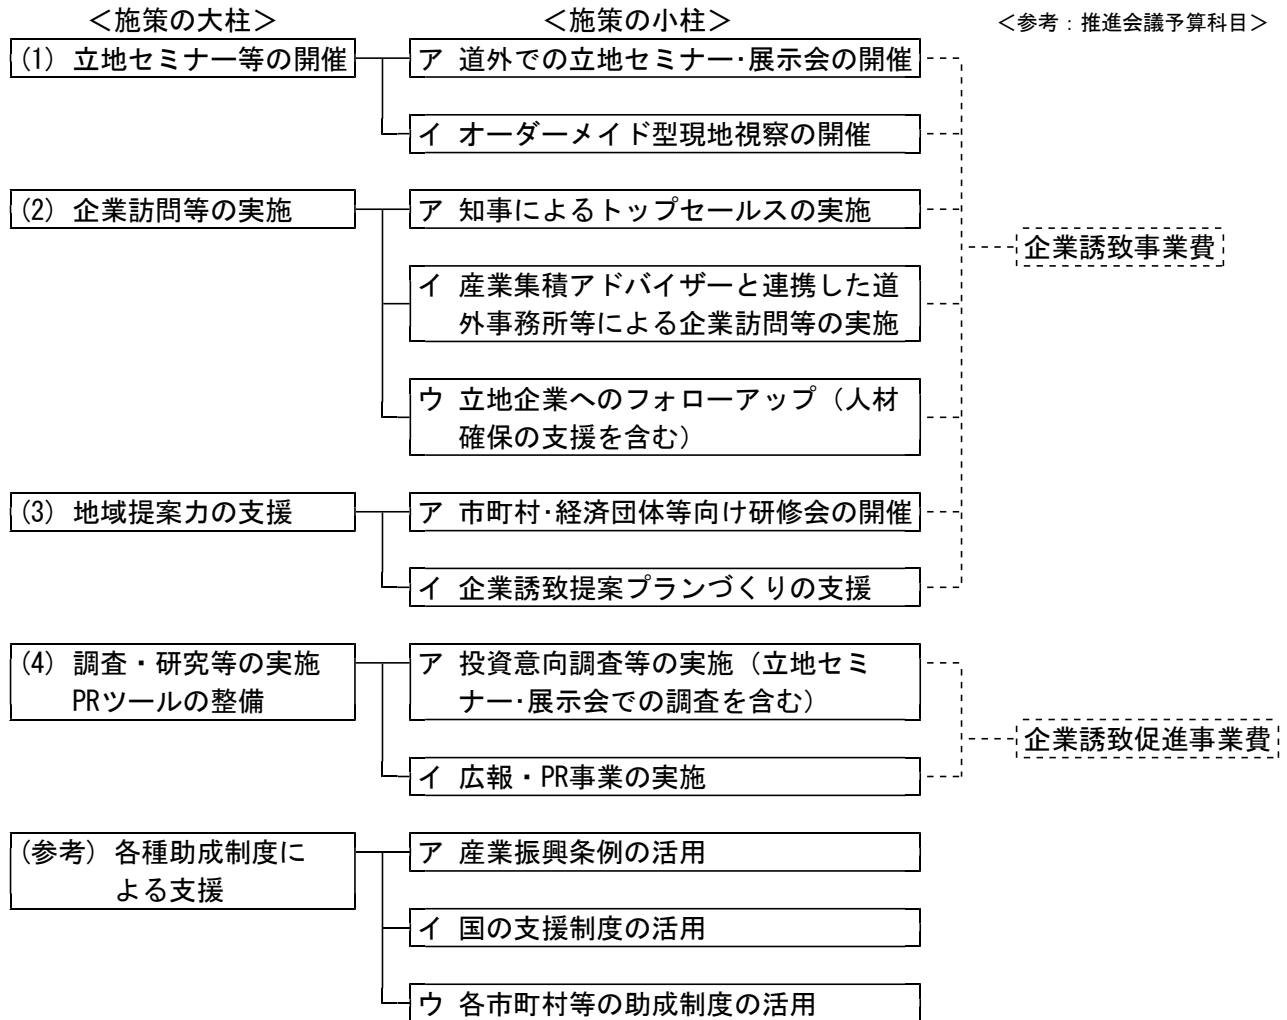 ＜施策の大柱＞ ＜施策の小柱＞ ＜参考：推進会議予算科目＞
(1) 立地セミナー等の開催
ア 道外での立地セミナー･展示会の開催
イ オーダーメイド型現地視察の開催
(2) 企業訪問等の実施
ア 知事によるトップセールスの実施
イ 産業集積アドバイザーと連携した道
外事務所等による企業訪問等の実施
ウ 立地企業へのフォローアップ（人材
確保の支援を含む）
(3) 地域提案力の支援
ア 市町村･経済団体等向け研修会の開催
イ 企業誘致提案プランづくりの支援
企業誘致事業費
(4) 調査・研究等の実施
PRツールの整備
ア 投資意向調査等の実施（立地セミ
ナー･展示会での調査を含む）
イ 広報・PR事業の実施
企業誘致促進事業費
(参考) 各種助成制度に
よる支援
ア 産業振興条例の活用
イ 国の支援制度の活用
ウ 各市町村等の助成制度の活用